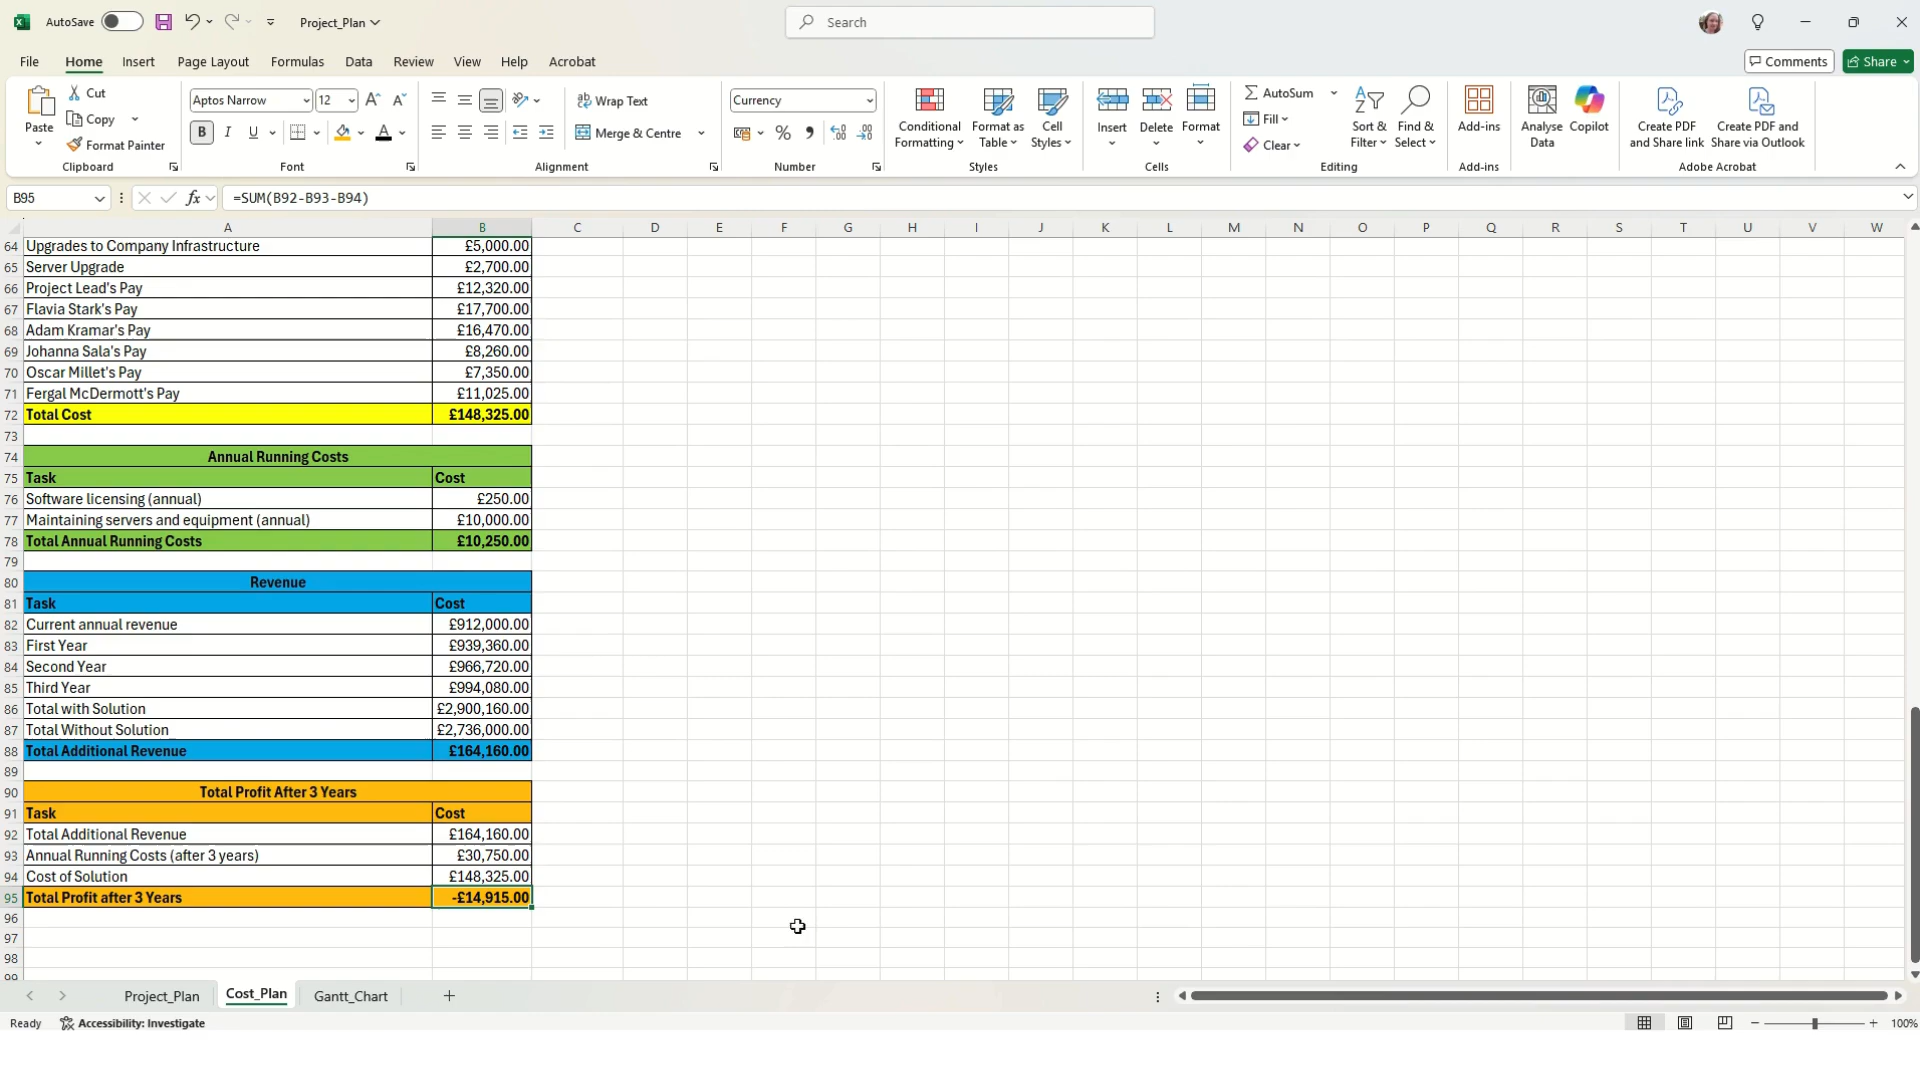 AutoSave
Project_Plan
Search
File Home Insert Page Layout Formulas Data Review View Help Acrobat
Comments Share
Paste
Cut
Copy
Format Painter
Clipboard
Aptos Narrow 12
B I U
Font
Wrap Text
Merge & Centre
Alignment
Currency
Number
Conditional Formatting
Format as Table
Cell Styles
Styles
Insert Delete Format
Cells
AutoSum
Fill
Clear
Sort & Filter
Find & Select
Editing
Add-ins
Add-ins
Analyse Data
Copilot
Create PDF and Share link
Create PDF and Share via Outlook
Adobe Acrobat
B95 fx =SUM(B92-B93-B94)
A B C D E F G H I J K L M N O P Q R S T U V W
64 Upgrades to Company Infrastructure £5,000.00
65 Server Upgrade £2,700.00
66 Project Lead's Pay £12,320.00
67 Flavia Stark's Pay £17,700.00
68 Adam Kramar's Pay £16,470.00
69 Johanna Sala's Pay £8,260.00
70 Oscar Millet's Pay £7,350.00
71 Fergal McDermott's Pay £11,025.00
72 Total Cost £148,325.00
73
74 Annual Running Costs
75 Task Cost
76 Software licensing (annual) £250.00
77 Maintaining servers and equipment (annual) £10,000.00
78 Total Annual Running Costs £10,250.00
79
80 Revenue
81 Task Cost
82 Current annual revenue £912,000.00
83 First Year £939,360.00
84 Second Year £966,720.00
85 Third Year £994,080.00
86 Total with Solution £2,900,160.00
87 Total Without Solution £2,736,000.00
88 Total Additional Revenue £164,160.00
89
90 Total Profit After 3 Years
91 Task Cost
92 Total Additional Revenue £164,160.00
93 Annual Running Costs (after 3 years) £30,750.00
94 Cost of Solution £148,325.00
95 Total Profit after 3 Years -£14,915.00
96
97
98
99
Project_Plan Cost_Plan Gantt_Chart
Ready Accessibility: Investigate 100%